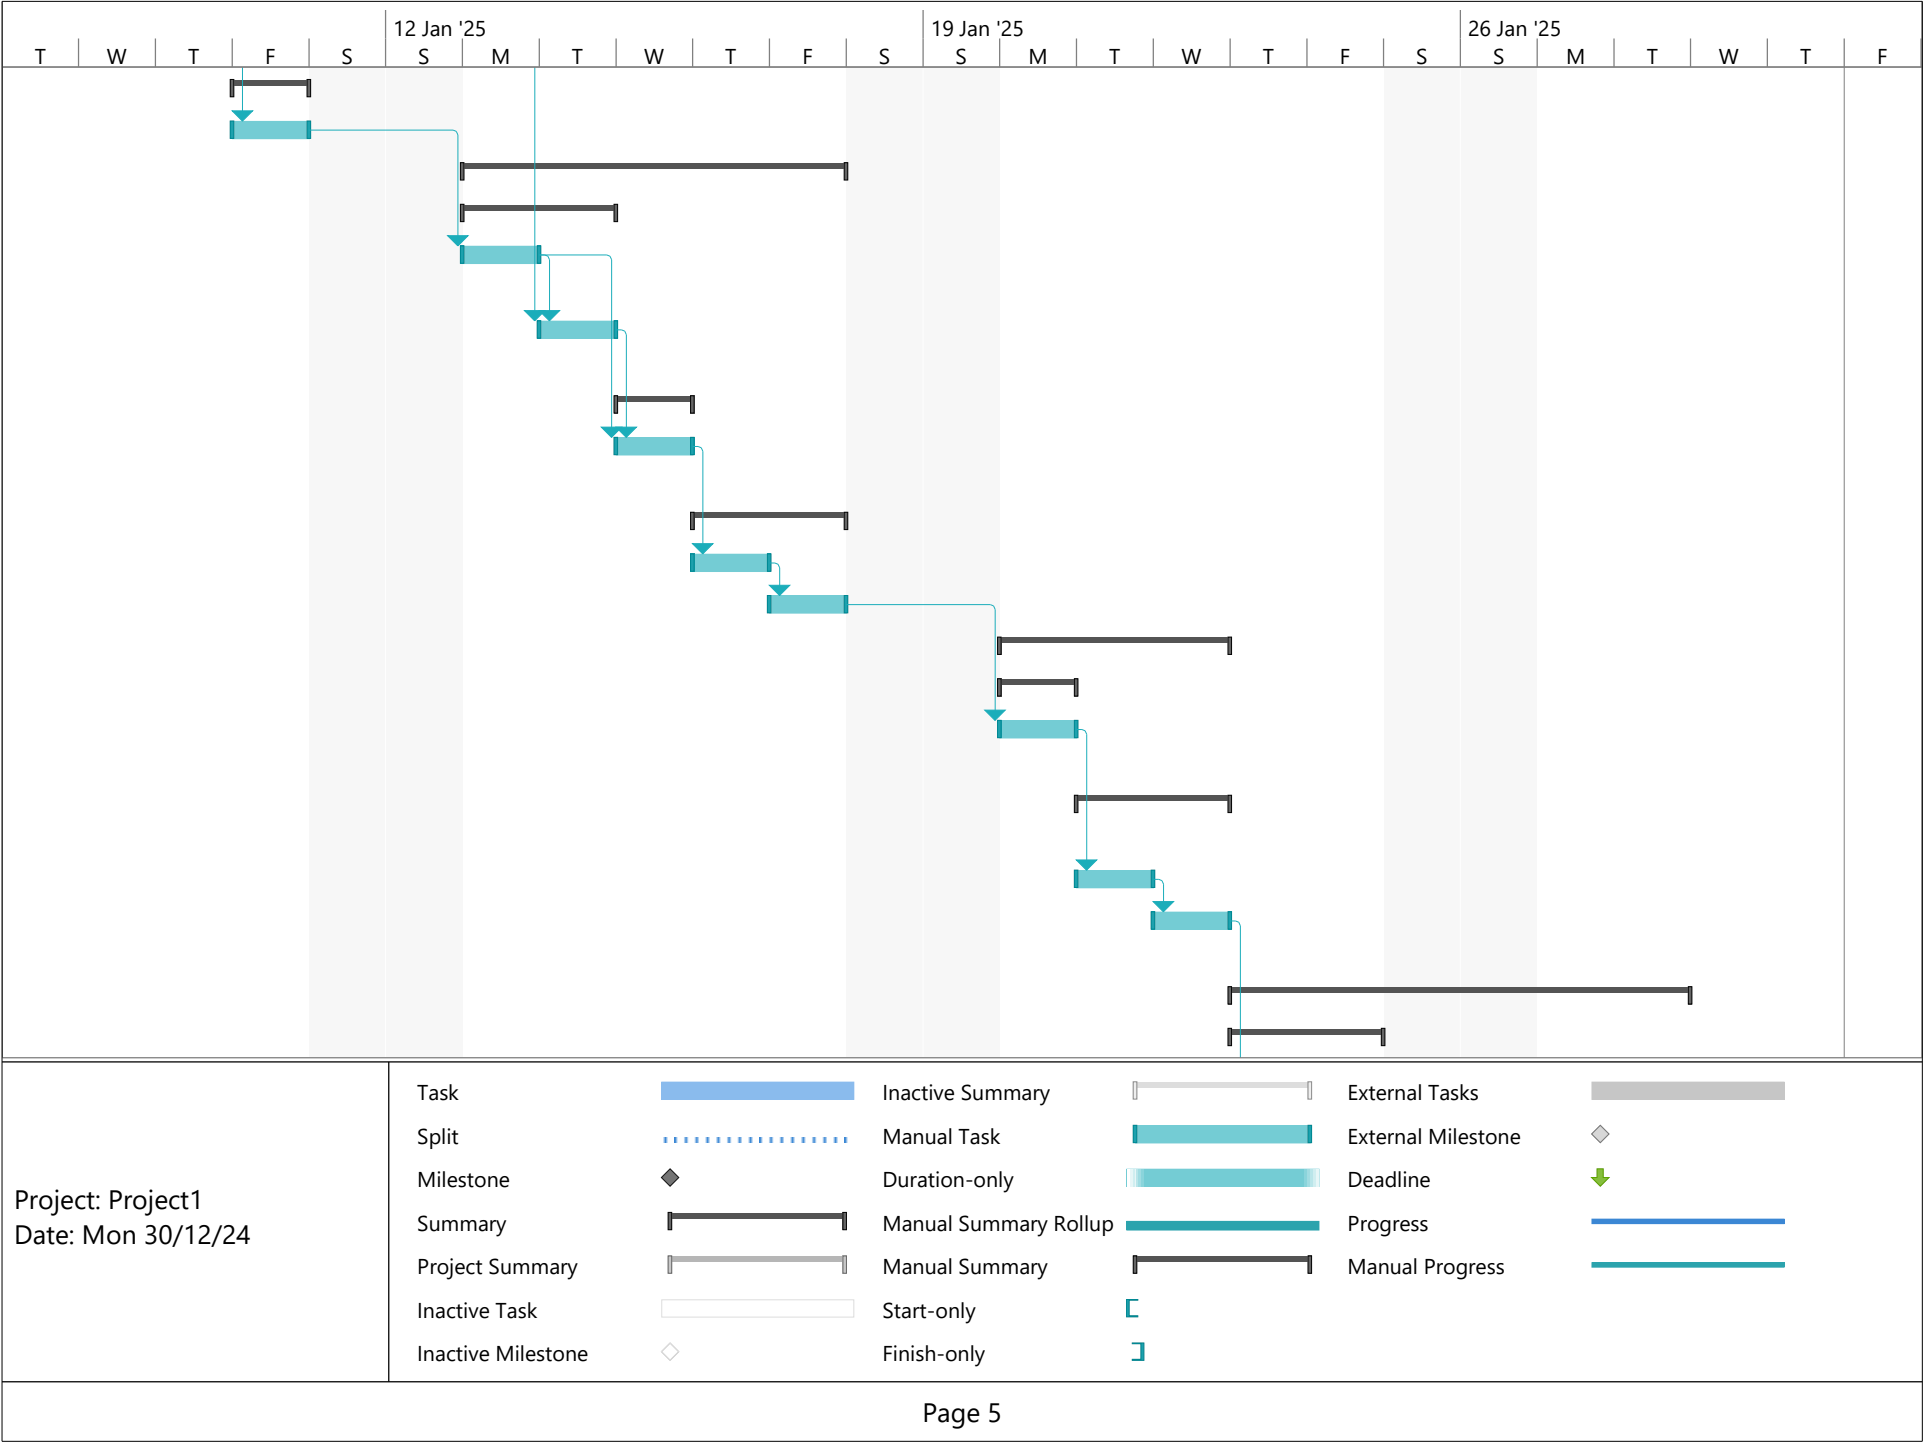 12 Jan '25 19 Jan '25 26 Jan '25
T W T F S S M T W T F S S M T W T F S S M T W T F
Project: Project1
Date: Mon 30/12/24
Task
Split
Milestone
Summary
Project Summary
Inactive Task
Inactive Milestone
Inactive Summary
Manual Task
Duration-only
Manual Summary Rollup
Manual Summary
Start-only
Finish-only
External Tasks
External Milestone
Deadline
Progress
Manual Progress
Page 5